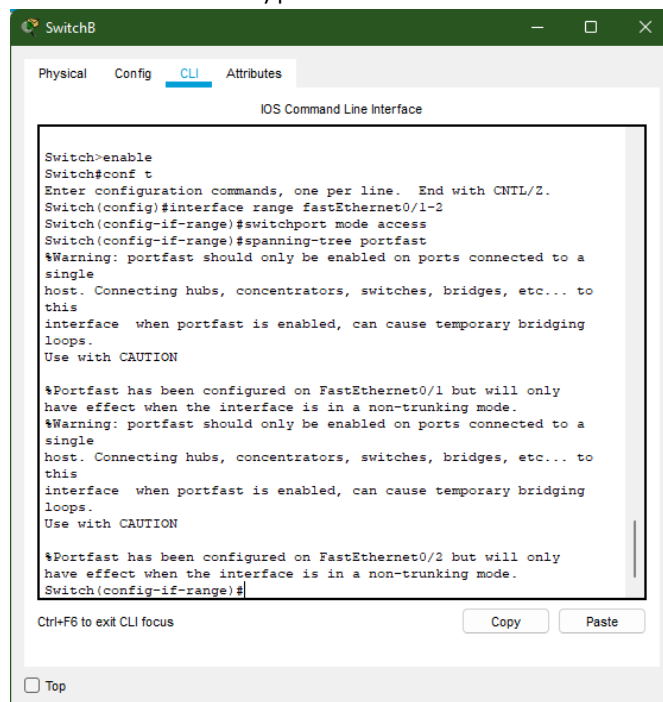 SwitchB
Physical Config CLI Attributes
IOS Command Line Interface
Switch>enable
Switch#conf t
Enter configuration commands, one per line.  End with CNTL/Z.
Switch(config)#interface range fastEthernet0/1-2
Switch(config-if-range)#switchport mode access
Switch(config-if-range)#spanning-tree portfast
%Warning: portfast should only be enabled on ports connected to a
single
host. Connecting hubs, concentrators, switches, bridges, etc... to
this
interface  when portfast is enabled, can cause temporary bridging
loops.
Use with CAUTION
%Portfast has been configured on FastEthernet0/1 but will only
have effect when the interface is in a non-trunking mode.
%Warning: portfast should only be enabled on ports connected to a
single
host. Connecting hubs, concentrators, switches, bridges, etc... to
this
interface  when portfast is enabled, can cause temporary bridging
loops.
Use with CAUTION
%Portfast has been configured on FastEthernet0/2 but will only
have effect when the interface is in a non-trunking mode.
Switch(config-if-range)#
Ctrl+F6 to exit CLI focus
Copy Paste
Top